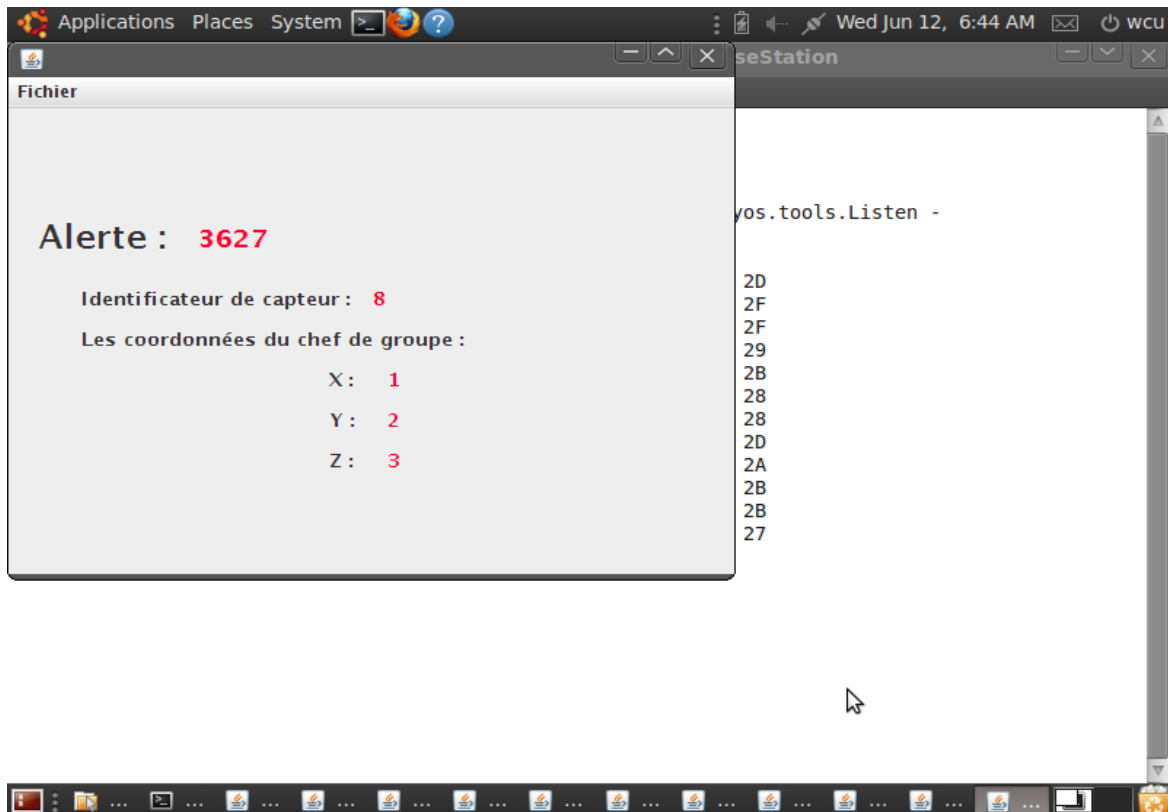 Applications Places System
Wed Jun 12, 6:44 AM
wcu
seStation
Fichier
yos.tools.Listen -
Alerte : 3627
2D
Identificateur de capteur : 8
2F
2F
Les coordonnées du chef de groupe :
29
2B
X : 1
28
28
Y : 2
2D
2A
Z : 3
2B
2B
27
... ... ... ... ... ... ... ... ... ... ... ... ...